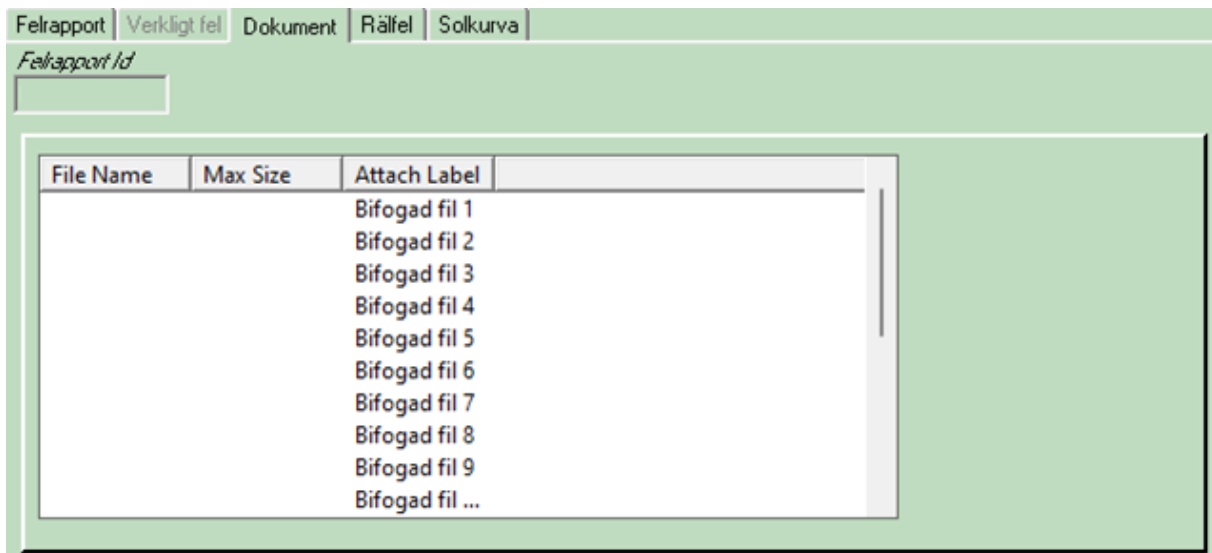 Felrapport Verkligt fel Dokument Rälfel Solkurva
Felrapport Id
File Name Max Size Attach Label
Bifogad fil 1
Bifogad fil 2
Bifogad fil 3
Bifogad fil 4
Bifogad fil 5
Bifogad fil 6
Bifogad fil 7
Bifogad fil 8
Bifogad fil 9
Bifogad fil ...